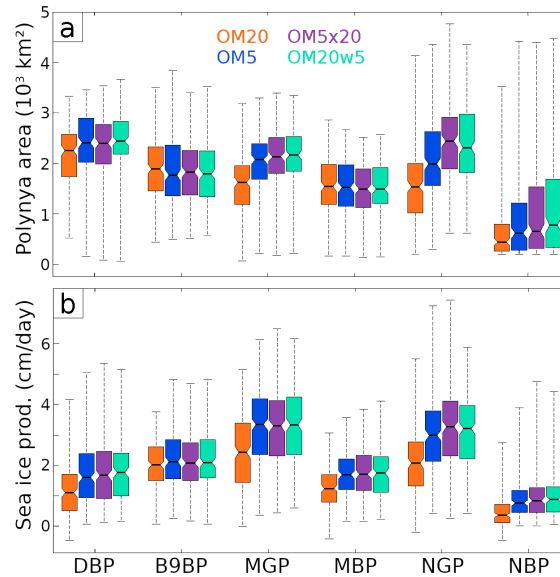 a
OM20 OM5x20
OM5 OM20w5
Polynya area (10³ km²)
5
4
3
2
1
0
b
Sea ice prod. (cm/day)
6
4
2
0
DBP B9BP MGP MBP NGP NBP